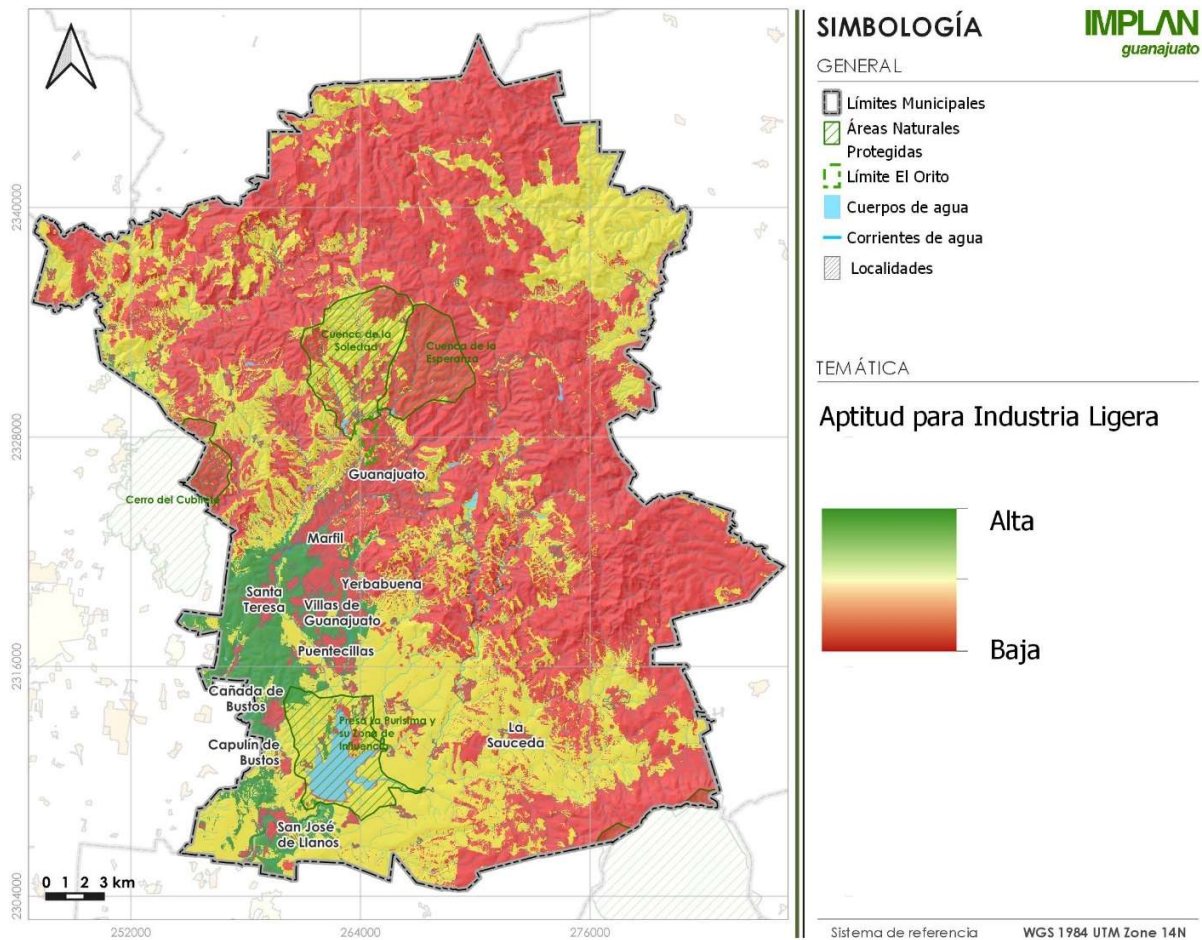 2340000
2328000
2316000
2304000
252000
264000
276000
Cuenca de la
Soledad
Cuenca de la
Esperanza
Guanajuato
Cerro del Cubilete
Marfil
Yerbabuena
Santa
Teresa
Villas de
Guanajuato
Puentecillas
Cañada de
Bustos
Presa La Purísima y
su Zona de
Influencia
Capulín de
Bustos
La
Sauceda
San José
de Llanos
0 1 2 3 km
SIMBOLOGÍA
IMPLAN
guanajuato
GENERAL
Límites Municipales
Áreas Naturales
Protegidas
Límite El Orito
Cuerpos de agua
Corrientes de agua
Localidades
TEMÁTICA
Aptitud para Industria Ligera
Alta
Baja
Sistema de referencia WGS 1984 UTM Zone 14N